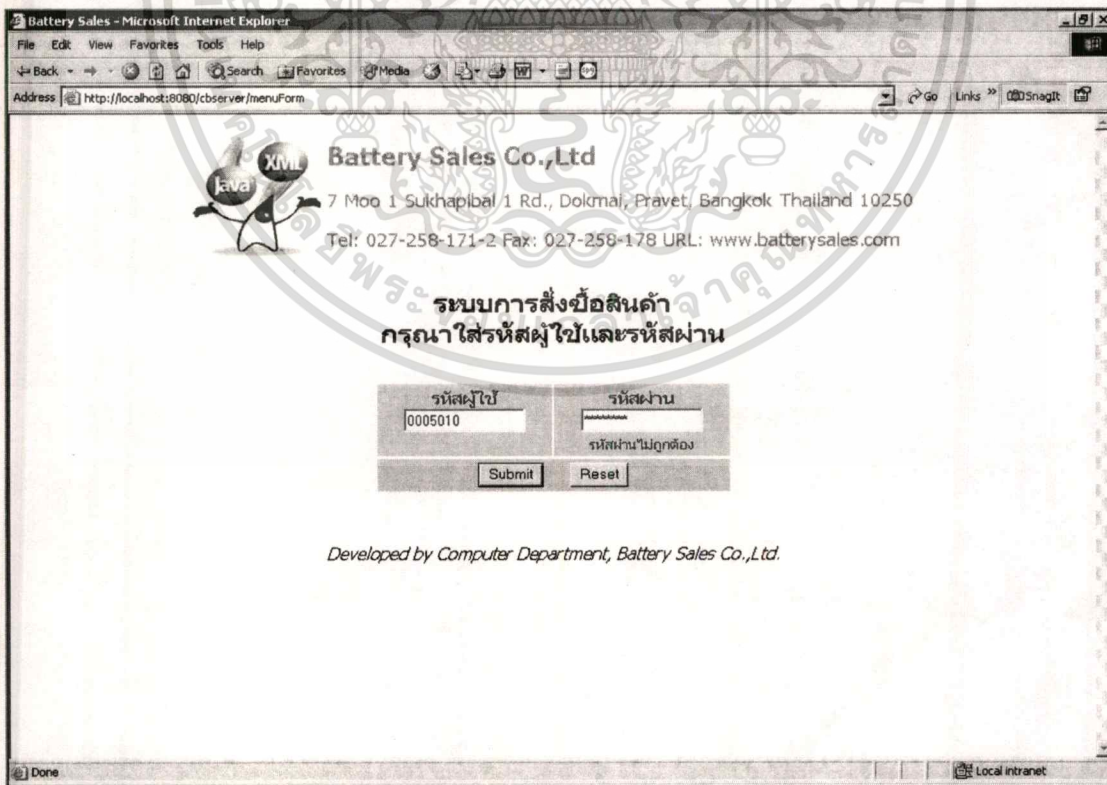 Battery Sales - Microsoft Internet Explorer
File Edit View Favorites Tools Help
Back Search Favorites Media
Address http://localhost:8080/cbserver/menuForm Go Links » SnagIt
XML
Java
Battery Sales Co.,Ltd
7 Moo 1 Sukhapibal 1 Rd., Dokmai, Pravet, Bangkok Thailand 10250
Tel: 027-258-171-2 Fax: 027-258-178 URL: www.batterysales.com
ระบบการสั่งซื้อสินค้า
กรุณาใส่รหัสผู้ใช้และรหัสผ่าน
รหัสผู้ใช้ รหัสผ่าน
0005010 ********
รหัสผ่านไม่ถูกต้อง
Submit Reset
Developed by Computer Department, Battery Sales Co.,Ltd.
Done Local intranet